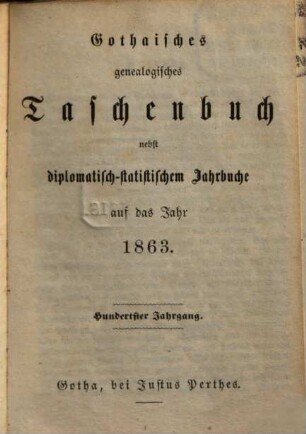 Gothaisches
genealogisches
Taschenbuch
nebst
diplomatisch-statistischem Jahrbuche
auf das Jahr
1863.
Hundertster Jahrgang.
Gotha, bei Justus Perthes.